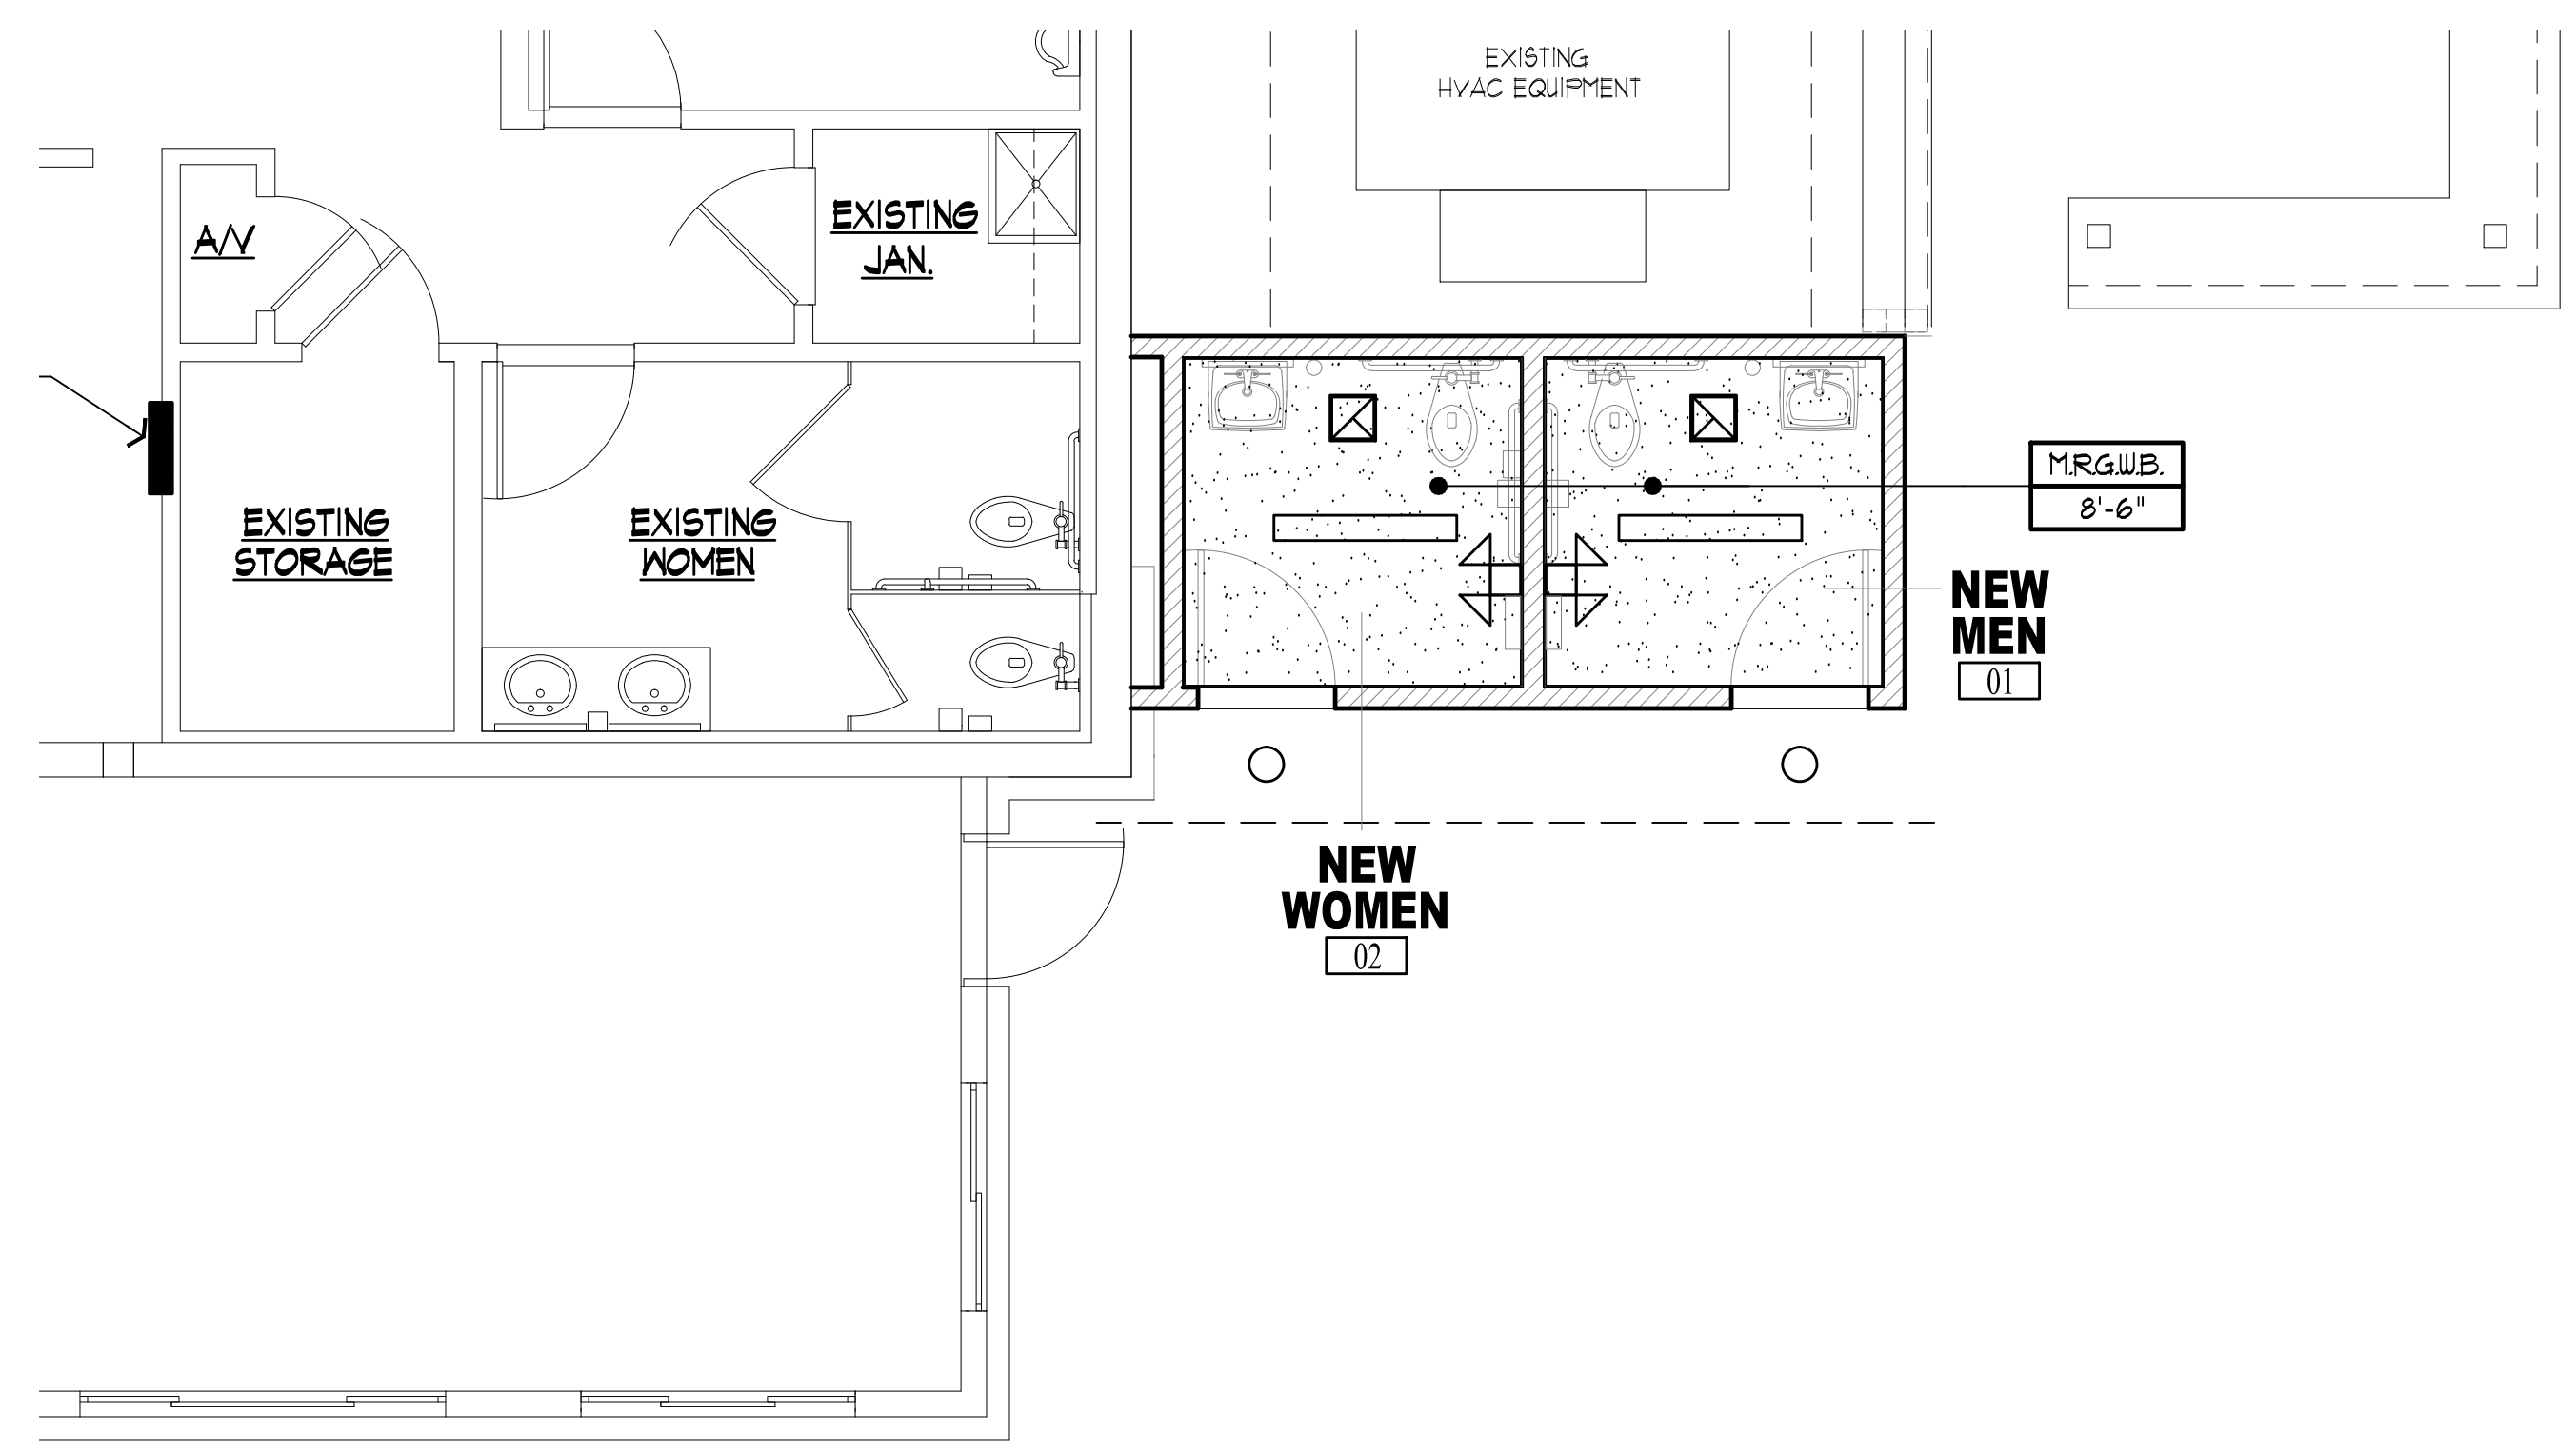 EXISTING
HVAC EQUIPMENT
A/V
EXISTING
JAN.
EXISTING
STORAGE
EXISTING
WOMEN
M.R.G.W.B.
8'-6"
NEW
MEN
01
NEW
WOMEN
02